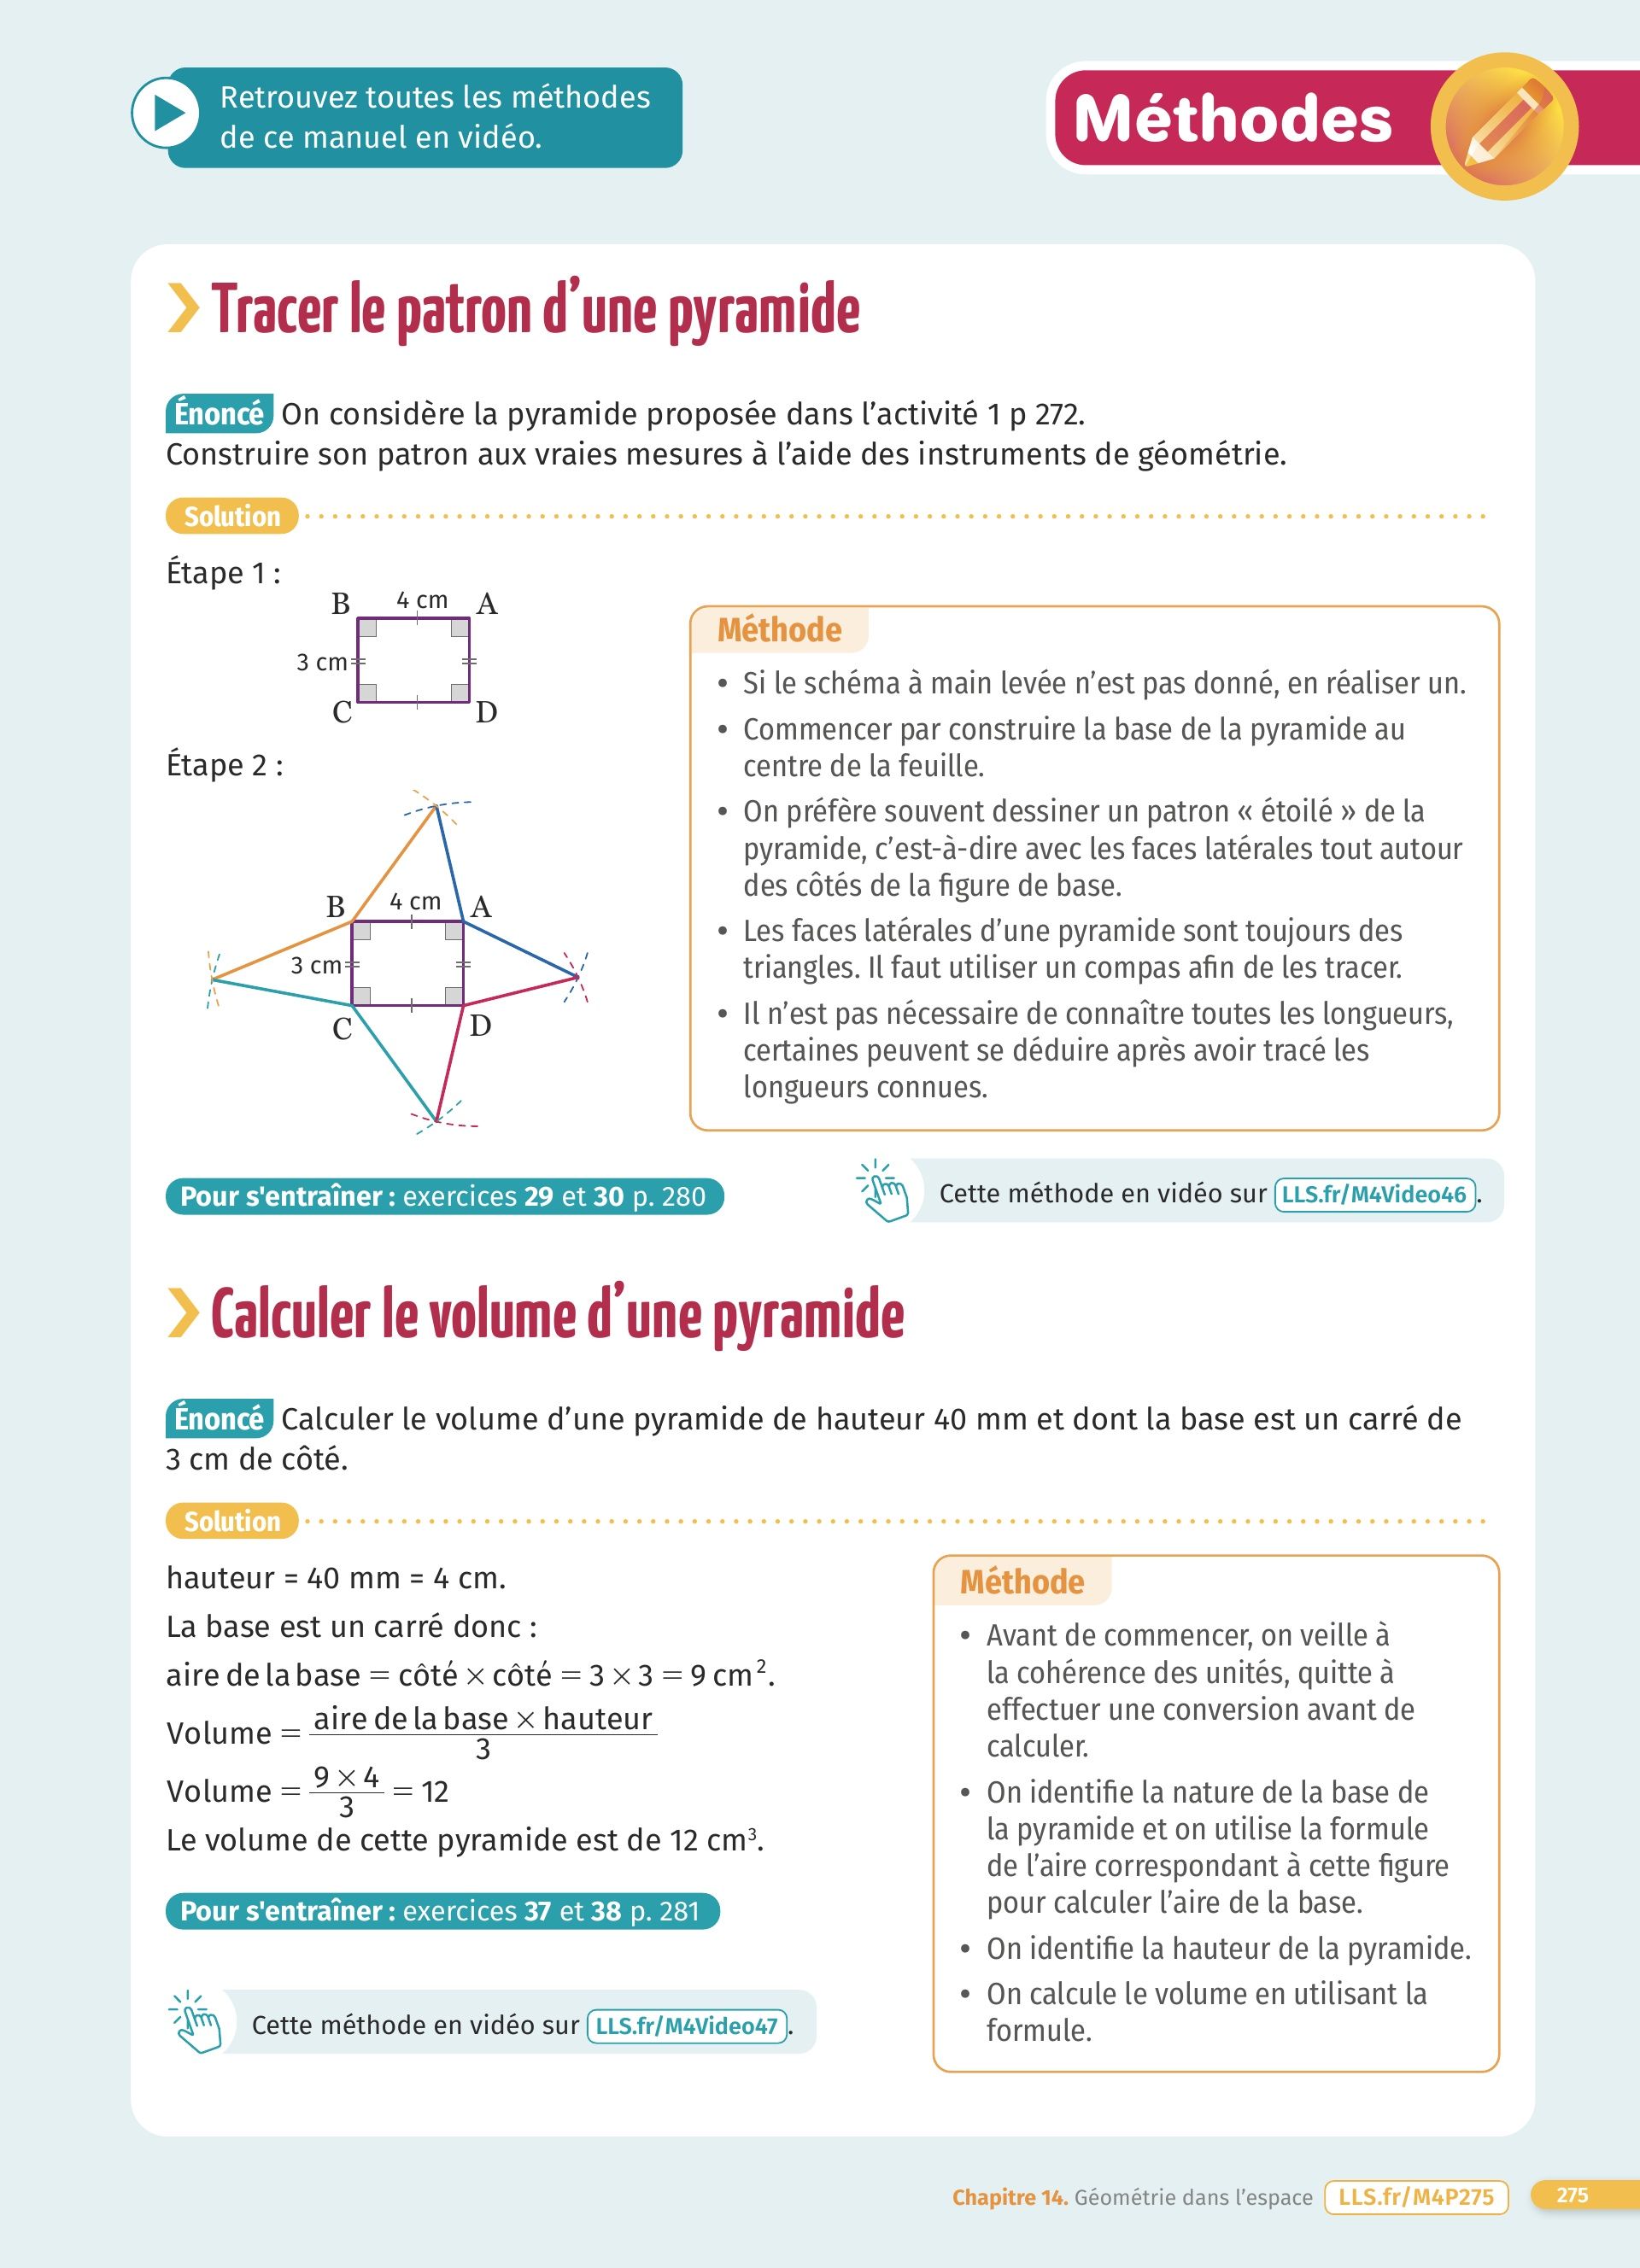 Retrouvez toutes les méthodes
de ce manuel en vidéo.
Méthodes
Tracer le patron d’une pyramide
Énoncé On considère la pyramide proposée dans l’activité 1 p 272.
Construire son patron aux vraies mesures à l’aide des instruments de géométrie.
Solution
Étape 1 :
B 4 cm A
3 cm
C D
Étape 2 :
B 4 cm A
3 cm
C D
Méthode
• Si le schéma à main levée n’est pas donné, en réaliser un.
• Commencer par construire la base de la pyramide au
centre de la feuille.
• On préfère souvent dessiner un patron « étoilé » de la
pyramide, c’est-à-dire avec les faces latérales tout autour
des côtés de la figure de base.
• Les faces latérales d’une pyramide sont toujours des
triangles. Il faut utiliser un compas afin de les tracer.
• Il n’est pas nécessaire de connaître toutes les longueurs,
certaines peuvent se déduire après avoir tracé les
longueurs connues.
Pour s'entraîner : exercices 29 et 30 p. 280
Cette méthode en vidéo sur LLS.fr/M4Video46.
Calculer le volume d’une pyramide
Énoncé Calculer le volume d’une pyramide de hauteur 40 mm et dont la base est un carré de
3 cm de côté.
Solution
hauteur = 40 mm = 4 cm.
La base est un carré donc :
aire de la base = côté × côté = 3 × 3 = 9 cm².
Volume = aire de la base × hauteur / 3
Volume = 9 × 4 / 3 = 12
Le volume de cette pyramide est de 12 cm³.
Pour s'entraîner : exercices 37 et 38 p. 281
Cette méthode en vidéo sur LLS.fr/M4Video47.
Méthode
• Avant de commencer, on veille à
la cohérence des unités, quitte à
effectuer une conversion avant de
calculer.
• On identifie la nature de la base de
la pyramide et on utilise la formule
de l’aire correspondant à cette figure
pour calculer l’aire de la base.
• On identifie la hauteur de la pyramide.
• On calcule le volume en utilisant la
formule.
Chapitre 14. Géométrie dans l’espace LLS.fr/M4P275 275